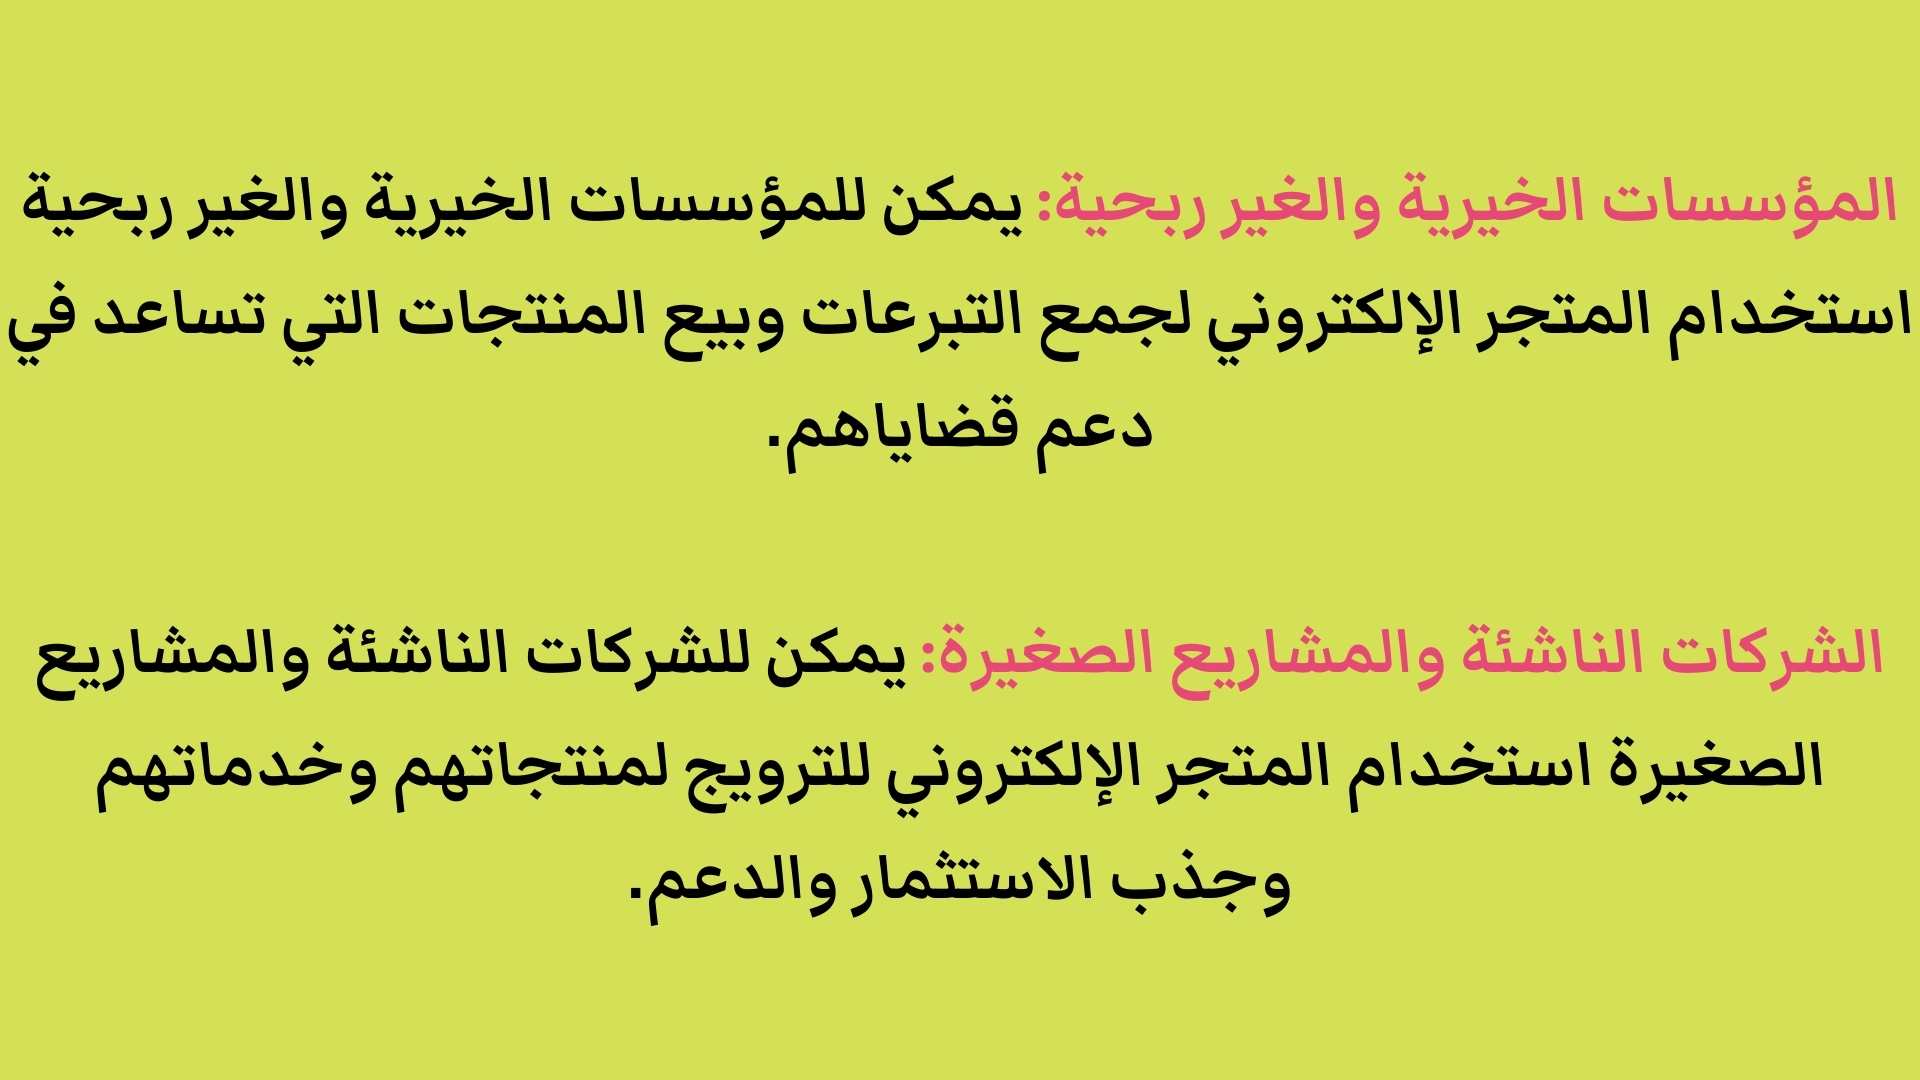 المؤسسات الخيرية والغير ربحية: يمكن للمؤسسات الخيرية والغير ربحية
استخدام المتجر الإلكتروني لجمع التبرعات وبيع المنتجات التي تساعد في
دعم قضاياهم.
الشركات الناشئة والمشاريع الصغيرة: يمكن للشركات الناشئة والمشاريع
الصغيرة استخدام المتجر الإلكتروني للترويج لمنتجاتهم وخدماتهم
وجذب الاستثمار والدعم.